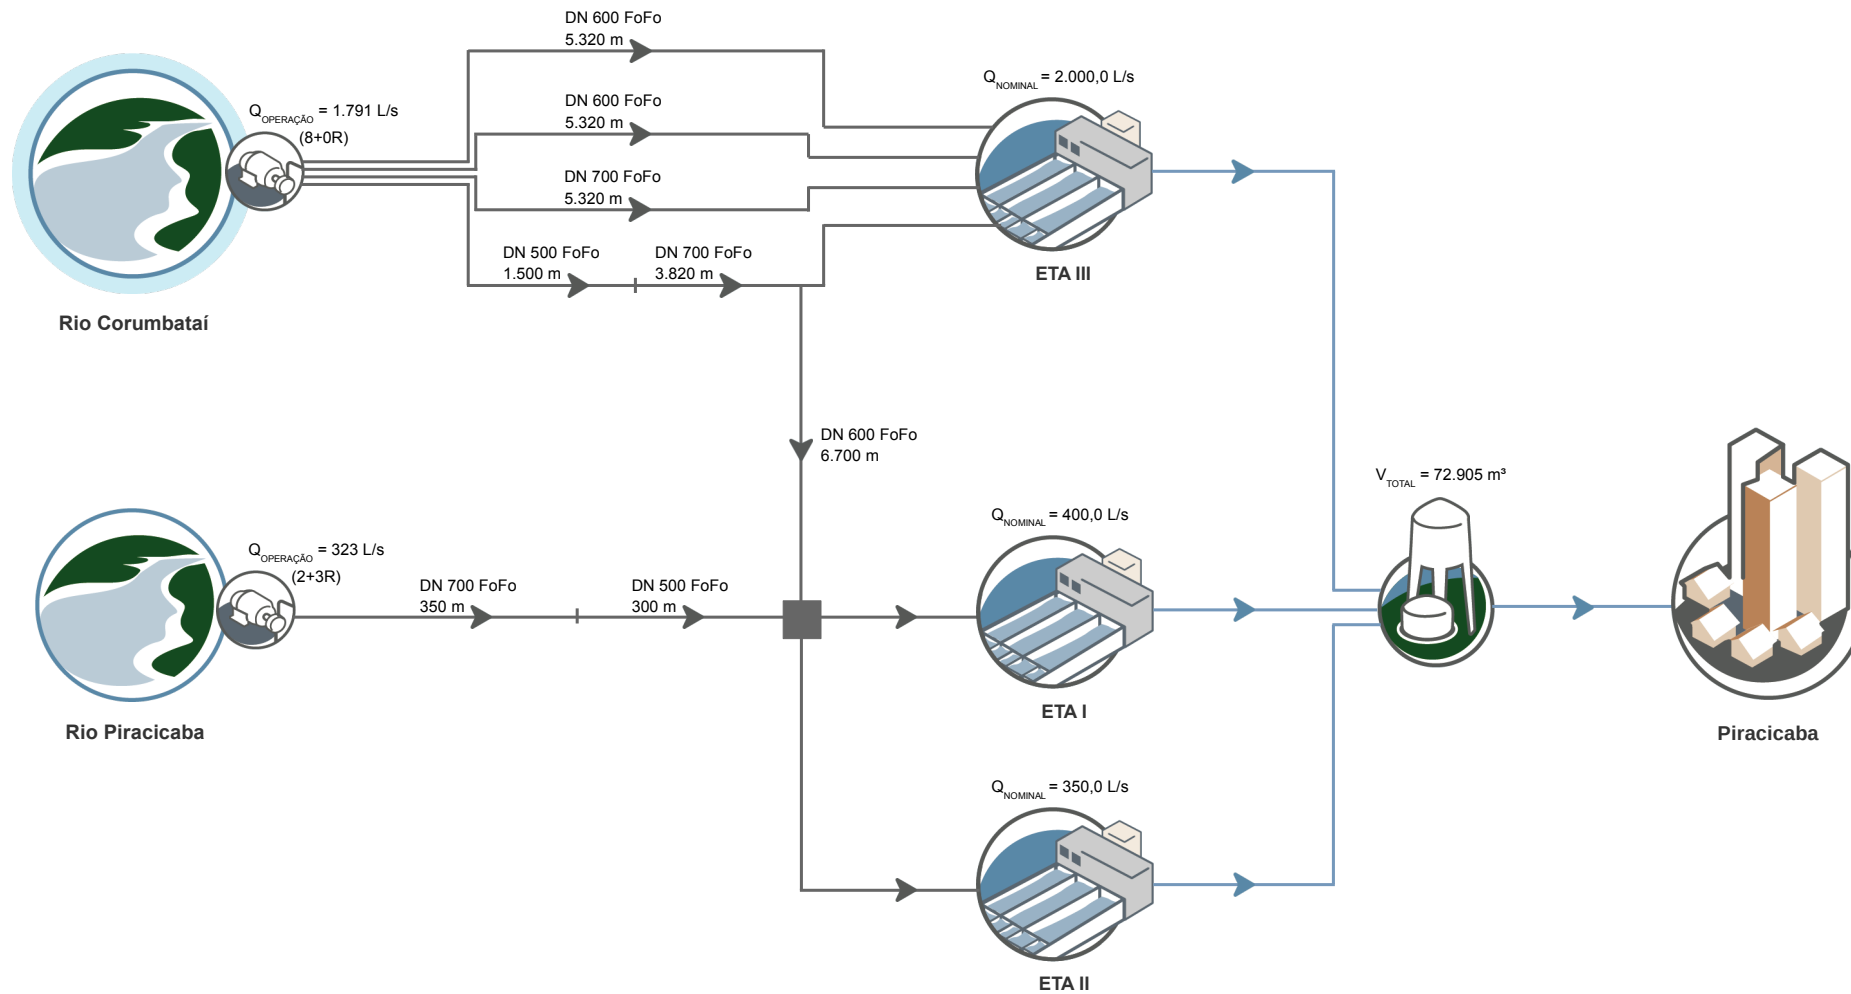 DN 600 FoFo
5.320 m
Q_NOMINAL = 2.000,0 L/s
Q_OPERAÇÃO = 1.791 L/s
(8+0R)
DN 600 FoFo
5.320 m
DN 700 FoFo
5.320 m
DN 500 FoFo
1.500 m
DN 700 FoFo
3.820 m
ETA III
Rio Corumbataí
DN 600 FoFo
6.700 m
V_TOTAL = 72.905 m³
Q_NOMINAL = 400,0 L/s
Q_OPERAÇÃO = 323 L/s
(2+3R)
DN 700 FoFo
350 m
DN 500 FoFo
300 m
ETA I
Rio Piracicaba
Piracicaba
Q_NOMINAL = 350,0 L/s
ETA II